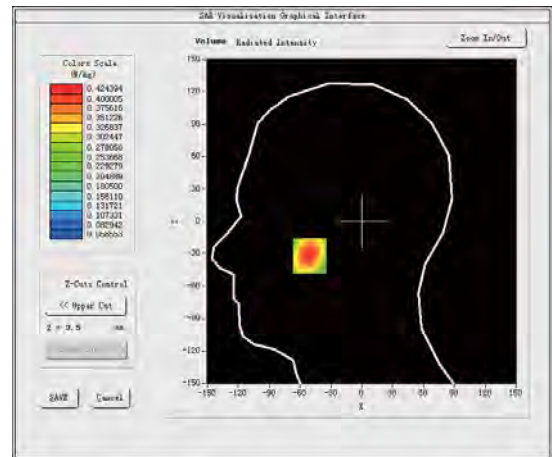 SAR Visualisation Graphical Interface
Colors Scale
(W/kg)
0.424394
0.400005
0.375616
0.351226
0.326837
0.302447
0.278058
0.253668
0.229279
0.204889
0.180500
0.156110
0.131721
0.107331
0.082942
Volume Radiated Intensity
Zoom In/Out
150
120
90
60
30
0
-30
-60
-90
-120
-150
-150 -120 -90 -60 -30 0 30 60 90 120 150
X
Z-Cuts Control
<< Upper Cut
Z = 3.5 mm
SAVE
Cancel